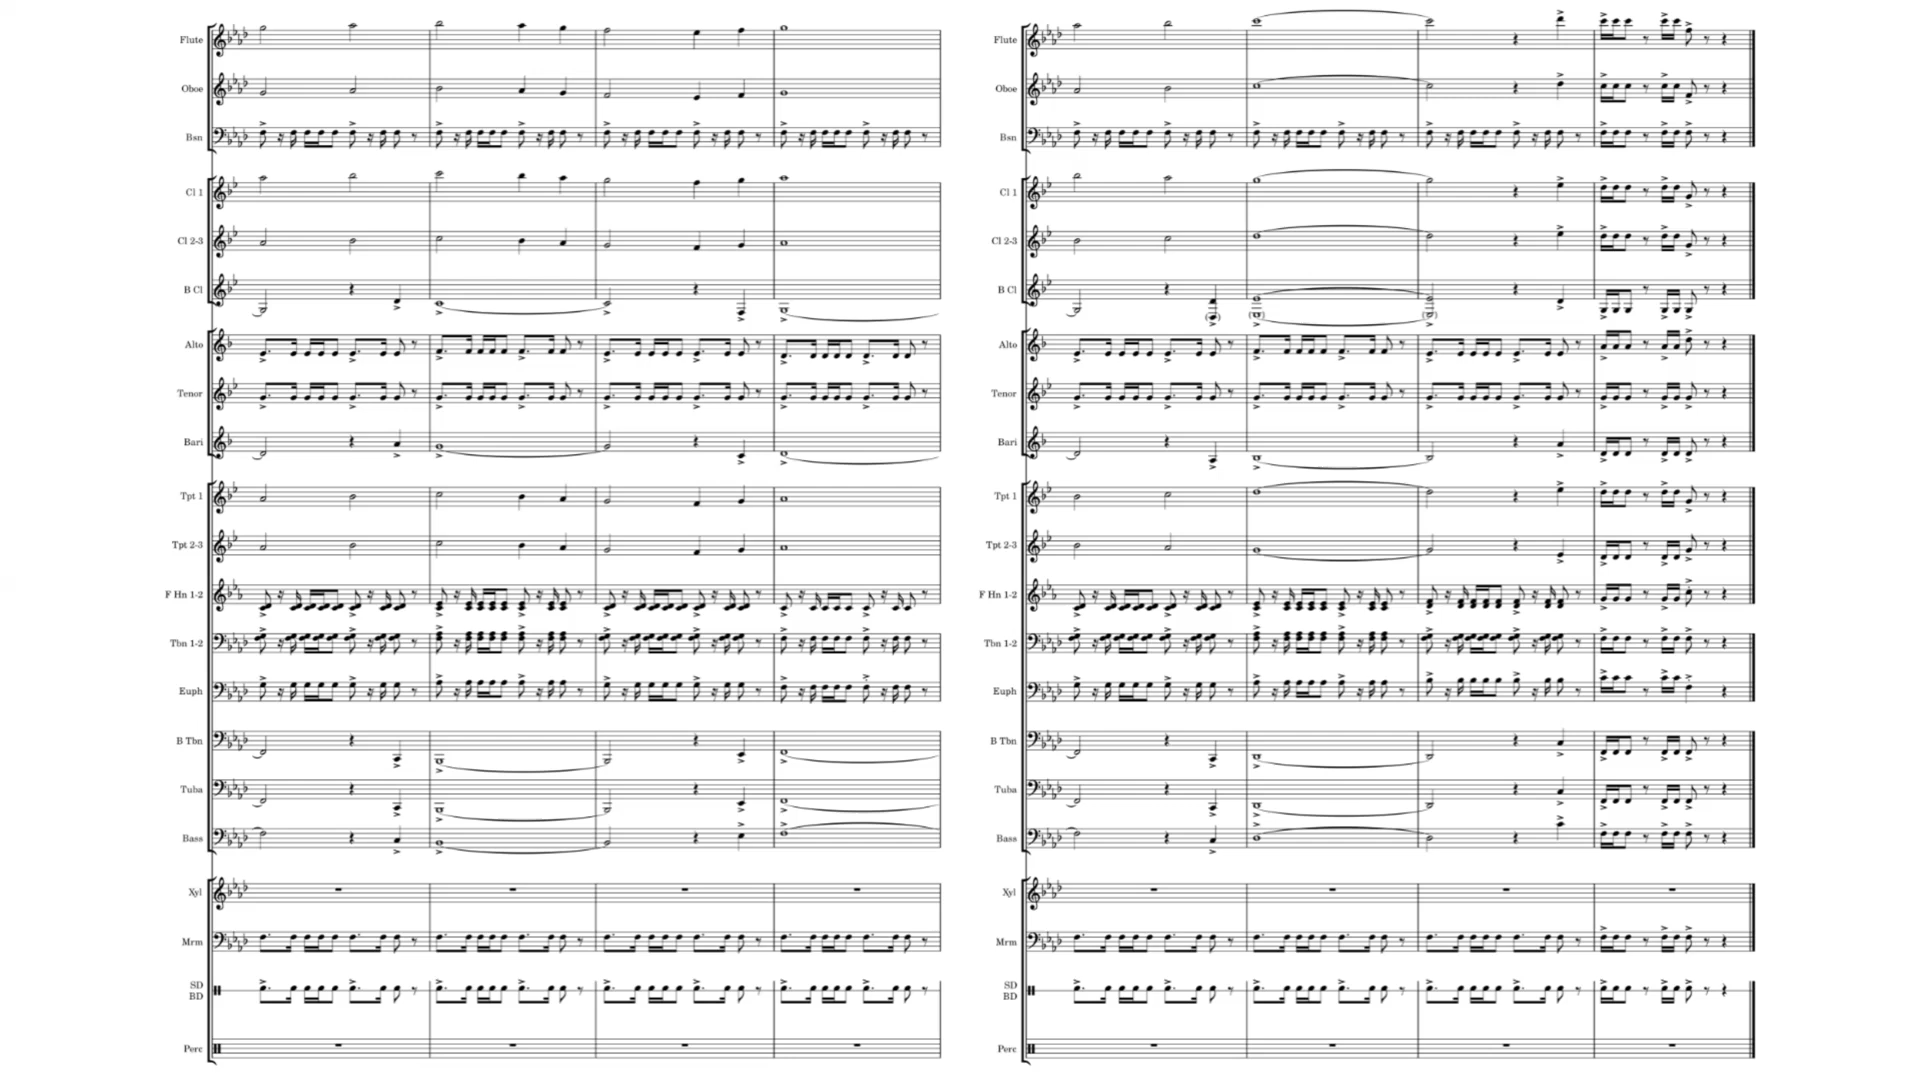 Flute
Oboe
Bsn
Cl 1
Cl 2-3
B Cl
Alto
Tenor
Bari
Tpt 1
Tpt 2-3
F Hn 1-2
Tbn 1-2
Euph
B Tbn
Tuba
Bass
Xyl
Mrm
SD
BD
Perc
Flute
Oboe
Bsn
Cl 1
Cl 2-3
B Cl
Alto
Tenor
Bari
Tpt 1
Tpt 2-3
F Hn 1-2
Tbn 1-2
Euph
B Tbn
Tuba
Bass
Xyl
Mrm
SD
BD
Perc